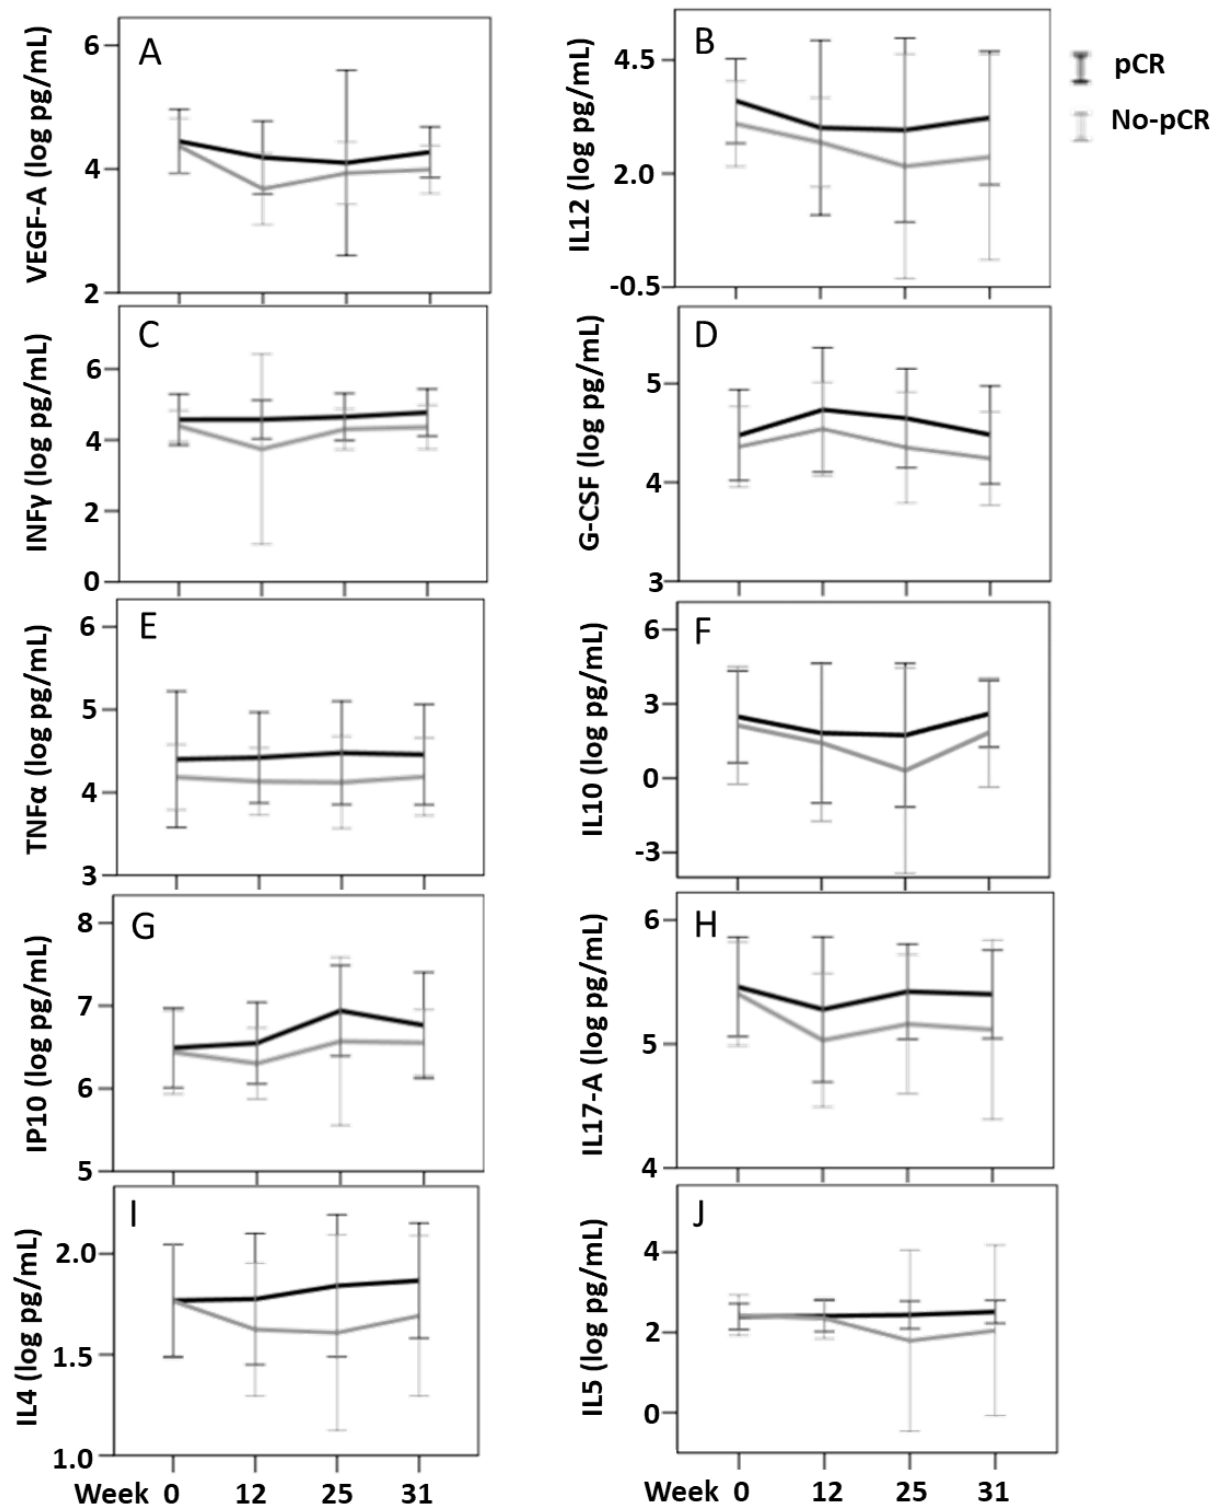 A
VEGF-A (log pg/mL)
6
4
2
B
IL12 (log pg/mL)
4.5
2.0
-0.5
pCR
No-pCR
C
INFγ (log pg/mL)
6
4
2
0
D
G-CSF (log pg/mL)
5
4
3
E
TNFα (log pg/mL)
6
5
4
3
F
IL10 (log pg/mL)
6
3
0
-3
G
IP10 (log pg/mL)
8
7
6
5
H
IL17-A (log pg/mL)
6
5
4
I
IL4 (log pg/mL)
2.0
1.5
1.0
Week 0 12 25 31
J
IL5 (log pg/mL)
4
2
0
Week 0 12 25 31